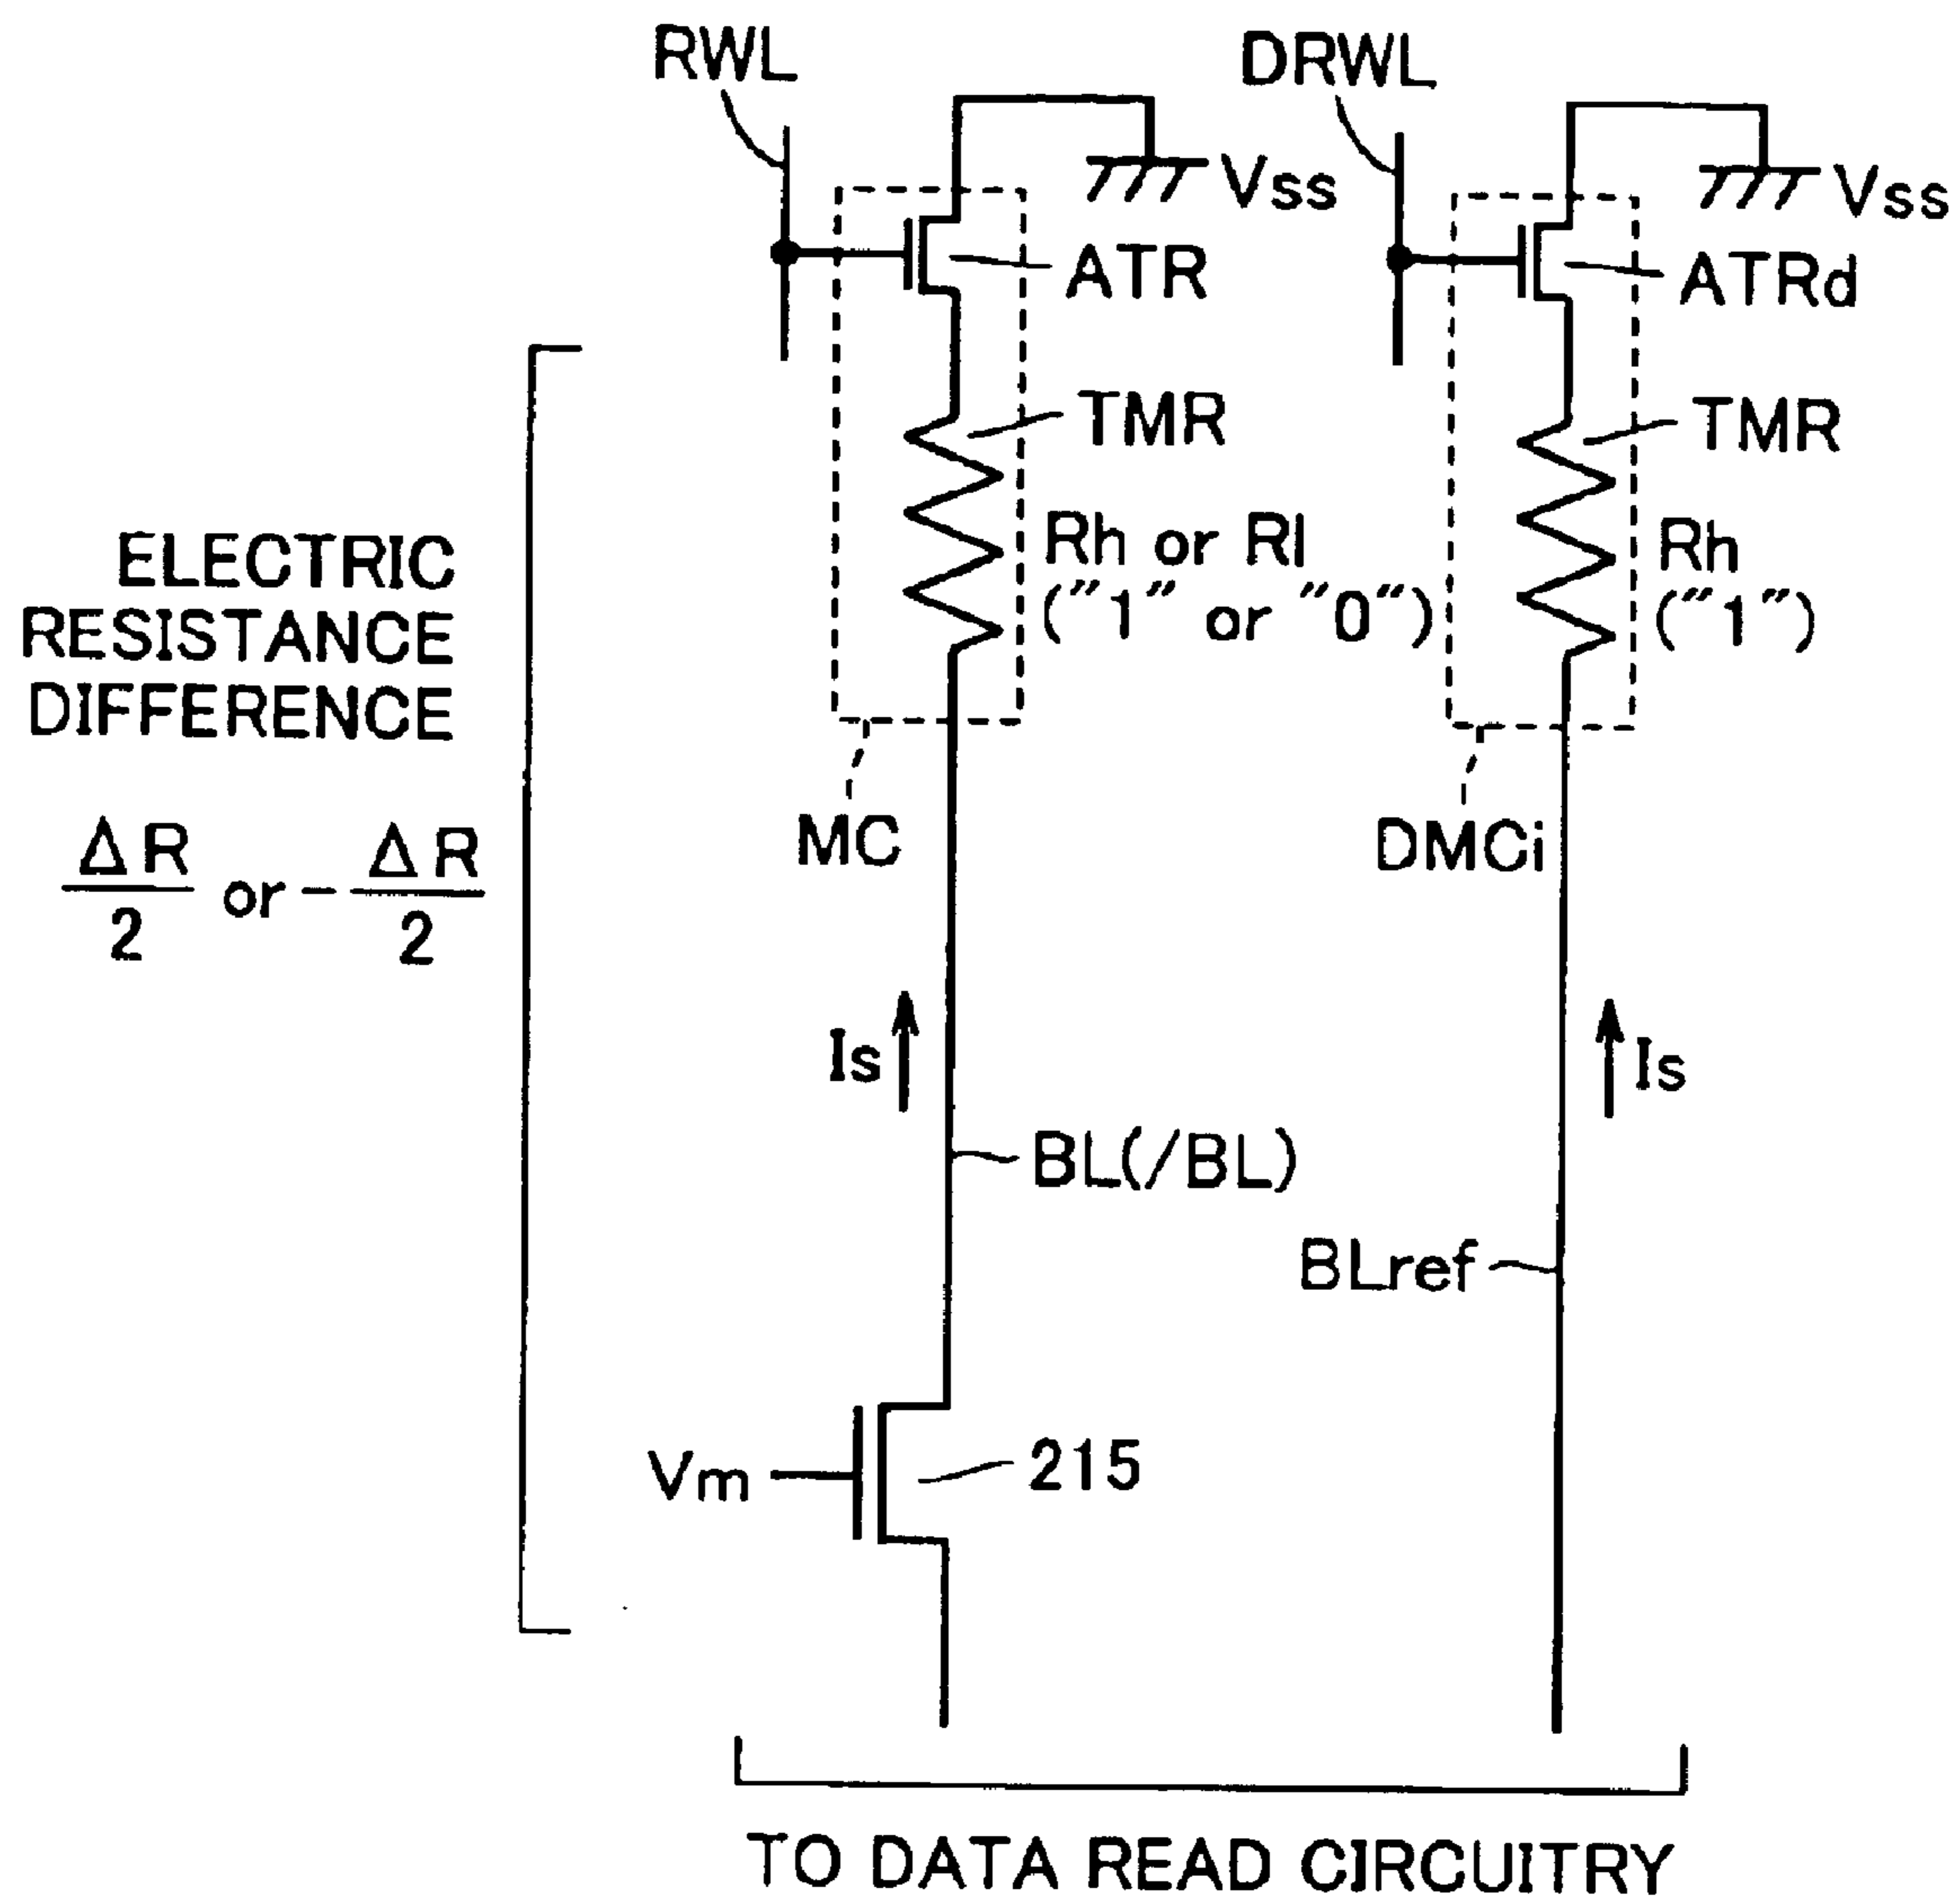 RWL
DRWL
Vss
Vss
ATR
ATRd
TMR
TMR
Rh or Rl
("1" or "0")
Rh
("1")
ELECTRIC
RESISTANCE
DIFFERENCE
ΔR/2 or -ΔR/2
MC
DMCi
Is
Is
BL(/BL)
BLref
Vm
215
TO DATA READ CIRCUITRY